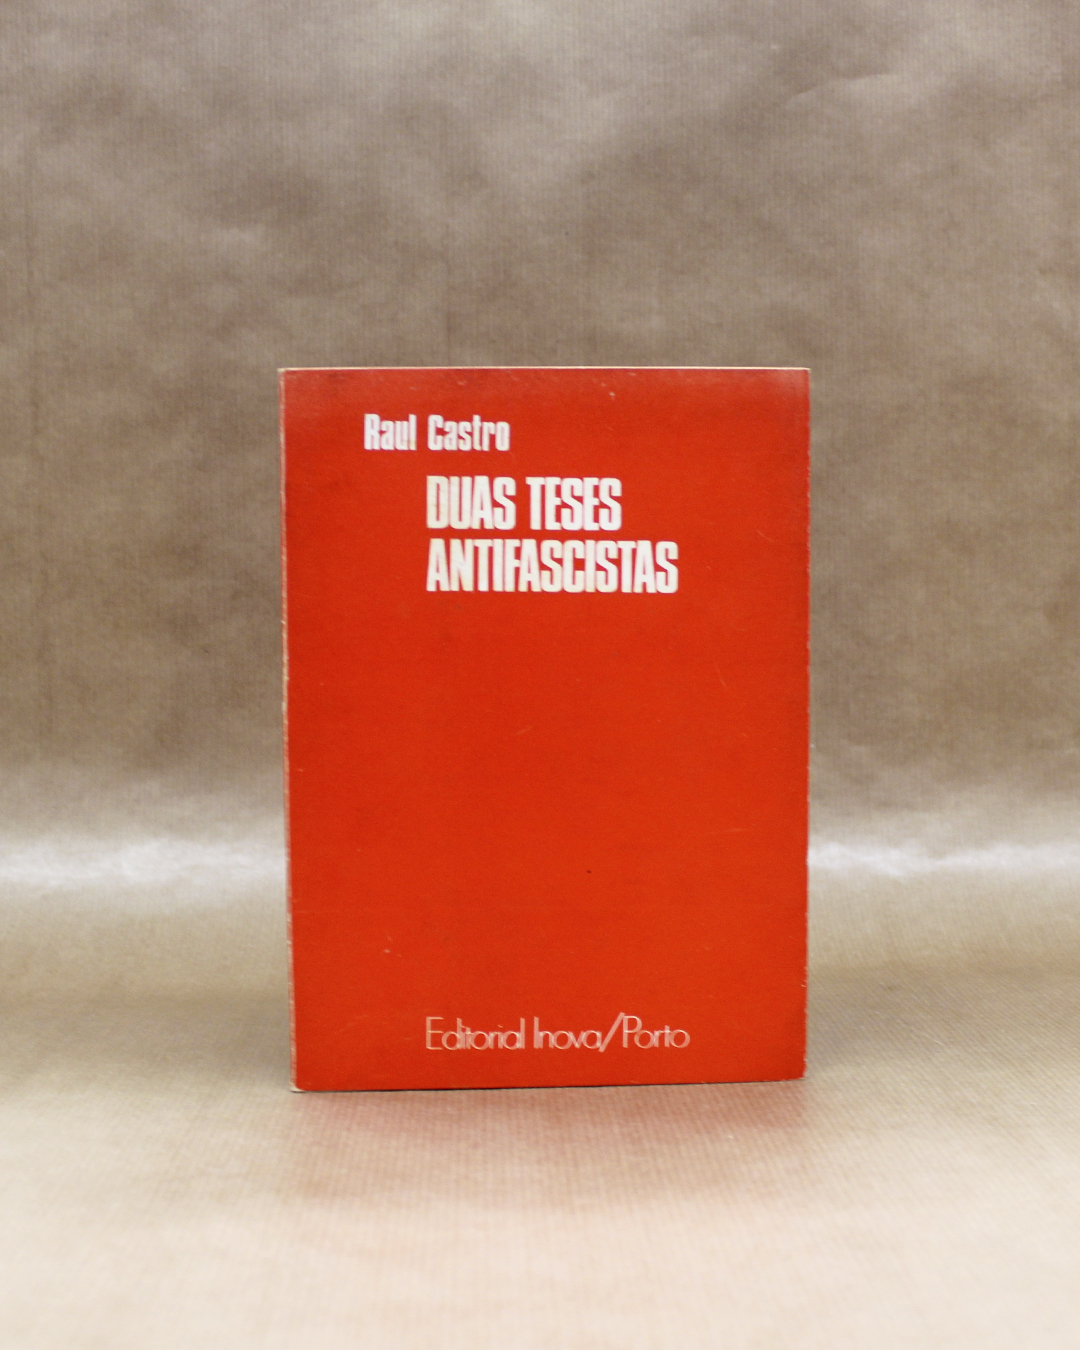 Raul Castro
DUAS TESES
ANTIFASCISTAS
Editorial Inova/Porto